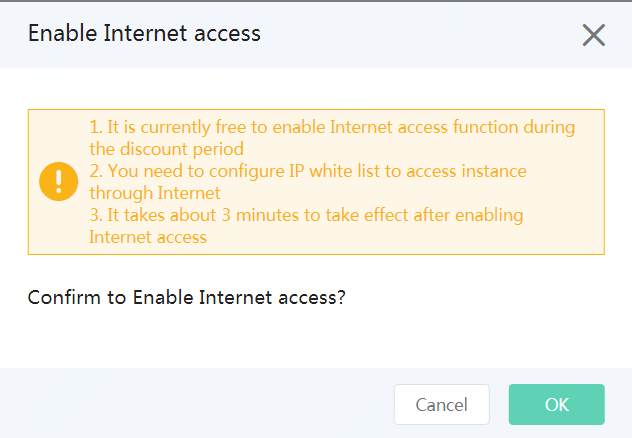 Enable Internet access
1. It is currently free to enable Internet access function during
the discount period
2. You need to configure IP white list to access instance
through Internet
3. It takes about 3 minutes to take effect after enabling
Internet access
Confirm to Enable Internet access?
Cancel
OK